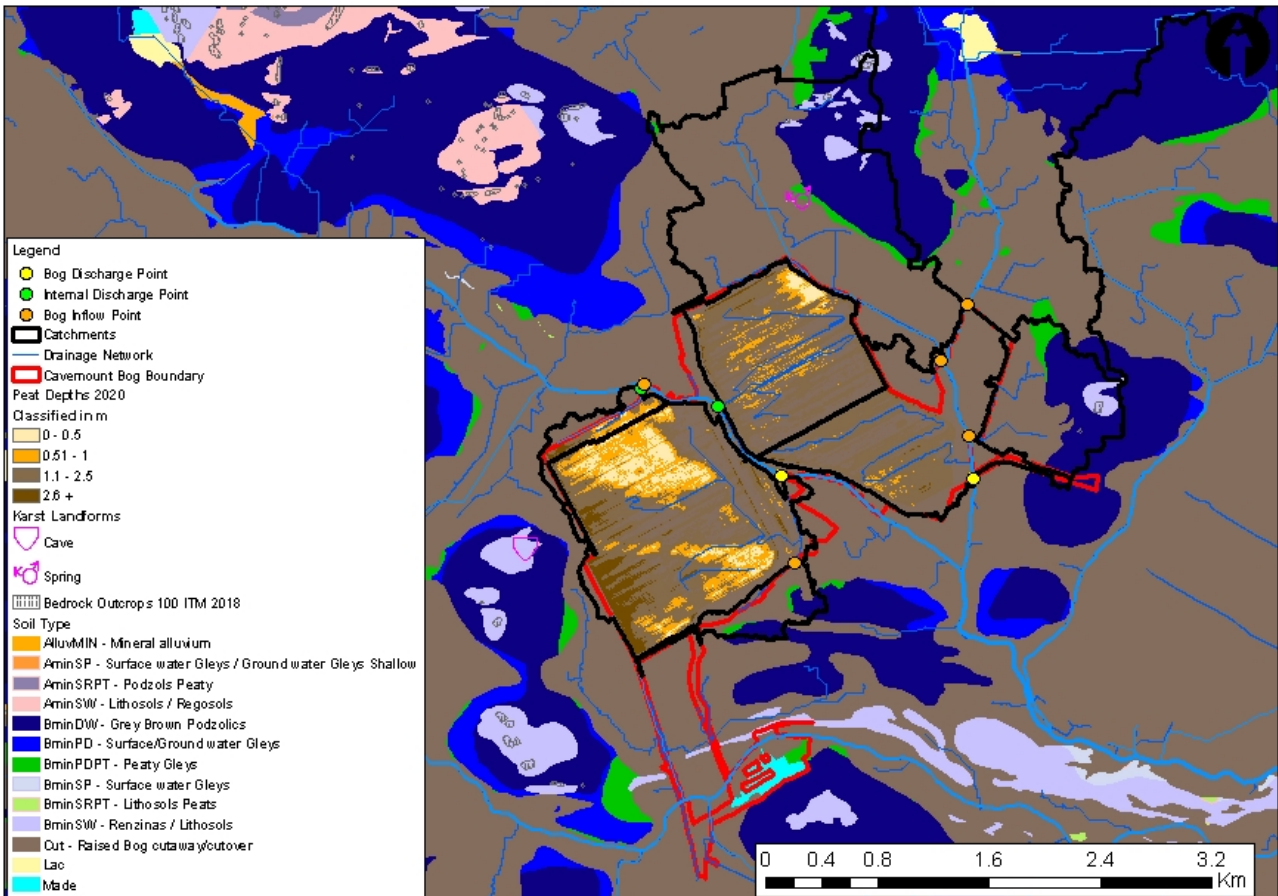 Legend
Bog Discharge Point
Internal Discharge Point
Bog Inflow Point
Catchments
Drainage Network
Cavemount Bog Boundary
Peat Depths 2020
Classified in m
0 - 0.5
0.51 - 1
1.1 - 2.5
2.6 +
Karst Landforms
Cave
Spring
Bedrock Outcrops 100 ITM 2018
Soil Type
AlluvMIN - Mineral alluvium
AminSP - Surface water Gleys / Ground water Gleys Shallow
AminSRPT - Podzols Peaty
AminSW - Lithosols / Regosols
BminDW - Grey Brown Podzolics
BminPD - Surface/Ground water Gleys
BminPDPT - Peaty Gleys
BminSP - Surface water Gleys
BminSRPT - Lithosols Peats
BminSW - Renzinas / Lithosols
Cut - Raised Bog cutaway/cutover
Lac
Made
0 0.4 0.8 1.6 2.4 3.2
Km